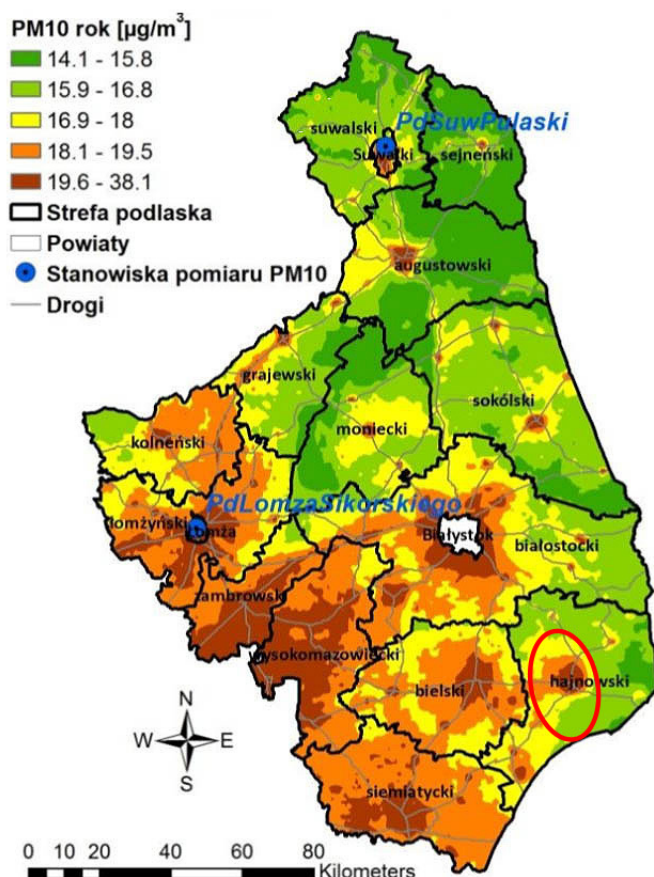 PM10 rok [µg/m³]
14.1 - 15.8
15.9 - 16.8
16.9 - 18
18.1 - 19.5
19.6 - 38.1
Strefa podlaska
Powiaty
Stanowiska pomiaru PM10
Drogi
PdSuwPulaski
suwalski
Suwałki
sejneński
augustowski
grajewski
sokólski
kolneński
moniecki
PdLomzaSikorskiego
łomżyński
Łomża
Białystok
białostocki
zambrowski
wysokomazowiecki
bielski
hajnowski
siemiatycki
N
W E
S
0 10 20 40 60 80
Kilometers